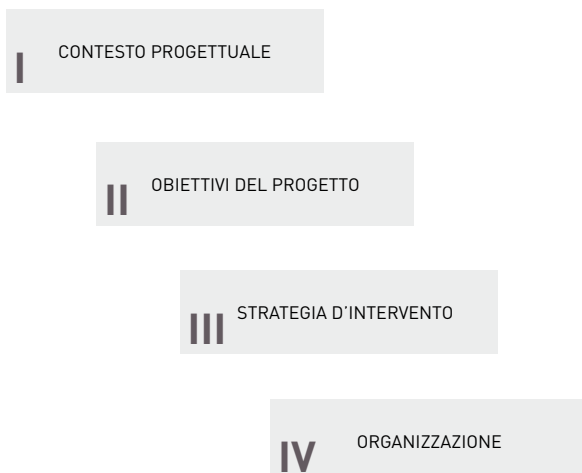 I CONTESTO PROGETTUALE
II OBIETTIVI DEL PROGETTO
III STRATEGIA D'INTERVENTO
IV ORGANIZZAZIONE